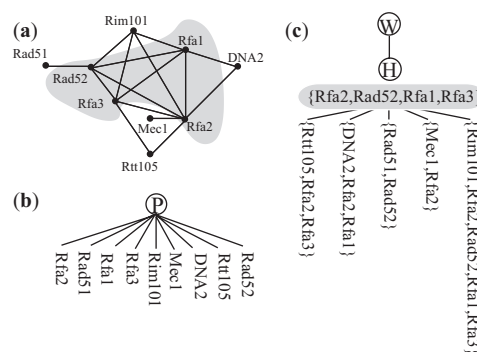 (a)
Rim101
Rfa1
Rad51
DNA2
Rad52
Rfa3
Mec1
Rfa2
Rtt105
(b)
P
Rfa2
Rad51
Rfa1
Rfa3
Rim101
Mec1
DNA2
Rtt105
Rad52
(c)
W
H
{Rfa2,Rad52,Rfa1,Rfa3}
{Rtt105,Rfa2,Rfa3}
{DNA2,Rfa2,Rfa1}
{Rad51,Rad52}
{Mec1,Rfa2}
{Rim101,Rfa2,Rad52,Rfa1,Rfa3}